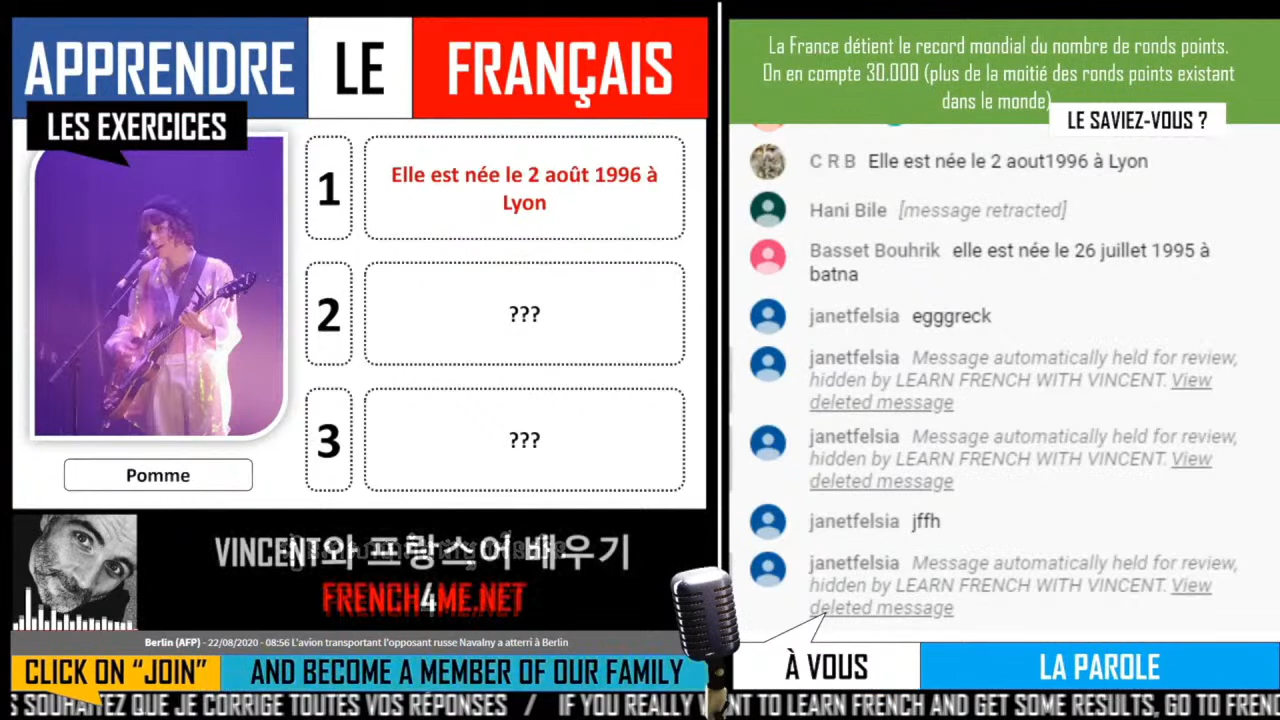 APPRENDRE LE FRANÇAIS
LES EXERCICES
1
Elle est née le 2 août 1996 à
Lyon
2
???
3
???
Pomme
VINCENT와 프랑스어 배우기
FRENCH4ME.NET
Berlin (AFP) - 22/08/2020 - 08:56 L'avion transportant l'opposant russe Navalny a atterri à Berlin
CLICK ON “JOIN” AND BECOME A MEMBER OF OUR FAMILY
La France détient le record mondial du nombre de ronds points.
On en compte 30.000 (plus de la moitié des ronds points existant
dans le monde)
LE SAVIEZ-VOUS ?
C R B Elle est née le 2 aout1996 à Lyon
Hani Bile [message retracted]
Basset Bouhrik elle est née le 26 juillet 1995 à
batna
janetfelsia egggreck
janetfelsia Message automatically held for review,
hidden by LEARN FRENCH WITH VINCENT. View
deleted message
janetfelsia Message automatically held for review,
hidden by LEARN FRENCH WITH VINCENT. View
deleted message
janetfelsia jffh
janetfelsia Message automatically held for review,
hidden by LEARN FRENCH WITH VINCENT. View
deleted message
À VOUS LA PAROLE
S SOUHAITEZ QUE JE CORRIGE TOUTES VOS RÉPONSES / IF YOU REALLY W NT TO LEARN FRENCH AND GET SOME RESULTS, GO TO FREN